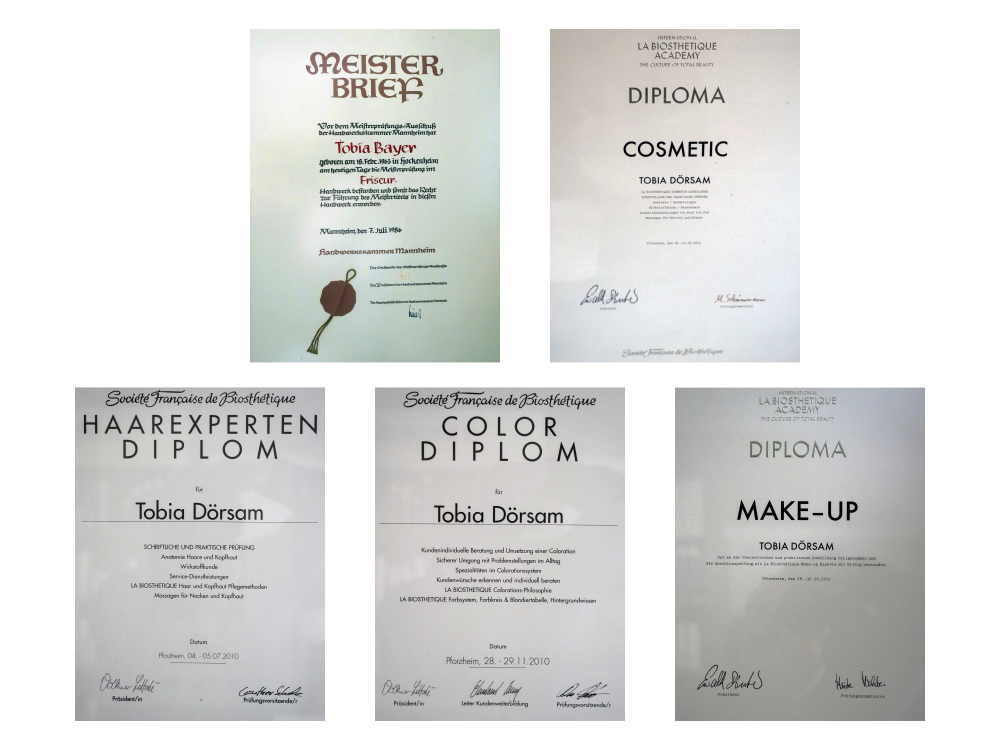 MEISTER
BRIEF
Vor dem Meisterprüfungs-Ausschuß
der Handwerkskammer Mannheim hat
Tobia Bayer
geboren am 18. Febr. 1963 in Hockenheim
am heutigen Tage die Meisterprüfung im
Friseur-
Handwerk bestanden und somit das Recht
zur Führung des Meistertitels in diesem
Handwerk erworben.
Mannheim, den 7. Juli 1986
Handwerkskammer Mannheim
INTERNATIONAL
LA BIOSTHETIQUE
ACADEMY
THE CULTURE OF TOTAL BEAUTY
DIPLOMA
COSMETIC
TOBIA DÖRSAM
Société Française de Biosthétique
Société Française de Biosthétique
HAAREXPERTEN
DIPLOM
für
Tobia Dörsam
SCHRIFTLICHE UND PRAKTISCHE PRÜFUNG
Anatomie Haare und Kopfhaut
Wirkstoffkunde
Service-Dienstleistungen
LA BIOSTHETIQUE Haar und Kopfhaut Pflegemethoden
Massagen für Nacken und Kopfhaut
Datum
Pforzheim, 04. - 05.07.2010
Präsident/in
Prüfungsvorsitzende/r
Société Française de Biosthétique
COLOR
DIPLOM
für
Tobia Dörsam
Kundenindividuelle Beratung und Umsetzung einer Coloration
Sicherer Umgang mit Problemstellungen im Alltag
Spezialitäten im Colorationssystem
Kundenwünsche erkennen und individuell beraten
LA BIOSTHETIQUE Colorations-Philosophie
LA BIOSTHETIQUE Farbsystem, Farbkreis & Blondiertabelle, Hintergrundwissen
Datum
Pforzheim, 28. - 29.11.2010
Präsident/in
Leiter Kundenweiterbildung
Prüfungsvorsitzende/r
INTERNATIONAL
LA BIOSTHETIQUE
ACADEMY
THE CULTURE OF TOTAL BEAUTY
DIPLOMA
MAKE-UP
TOBIA DÖRSAM
Präsident
Prüfungskommission